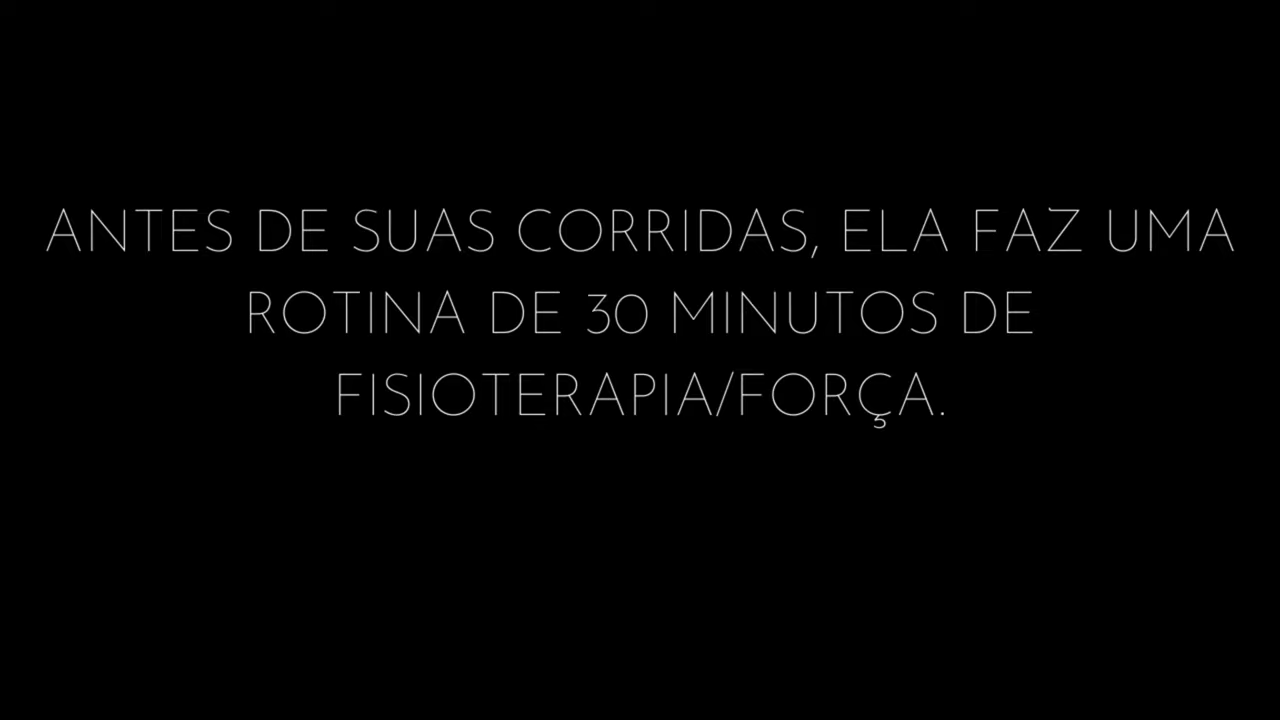 ANTES DE SUAS CORRIDAS, ELA FAZ UMA
ROTINA DE 30 MINUTOS DE
FISIOTERAPIA/FORÇA.